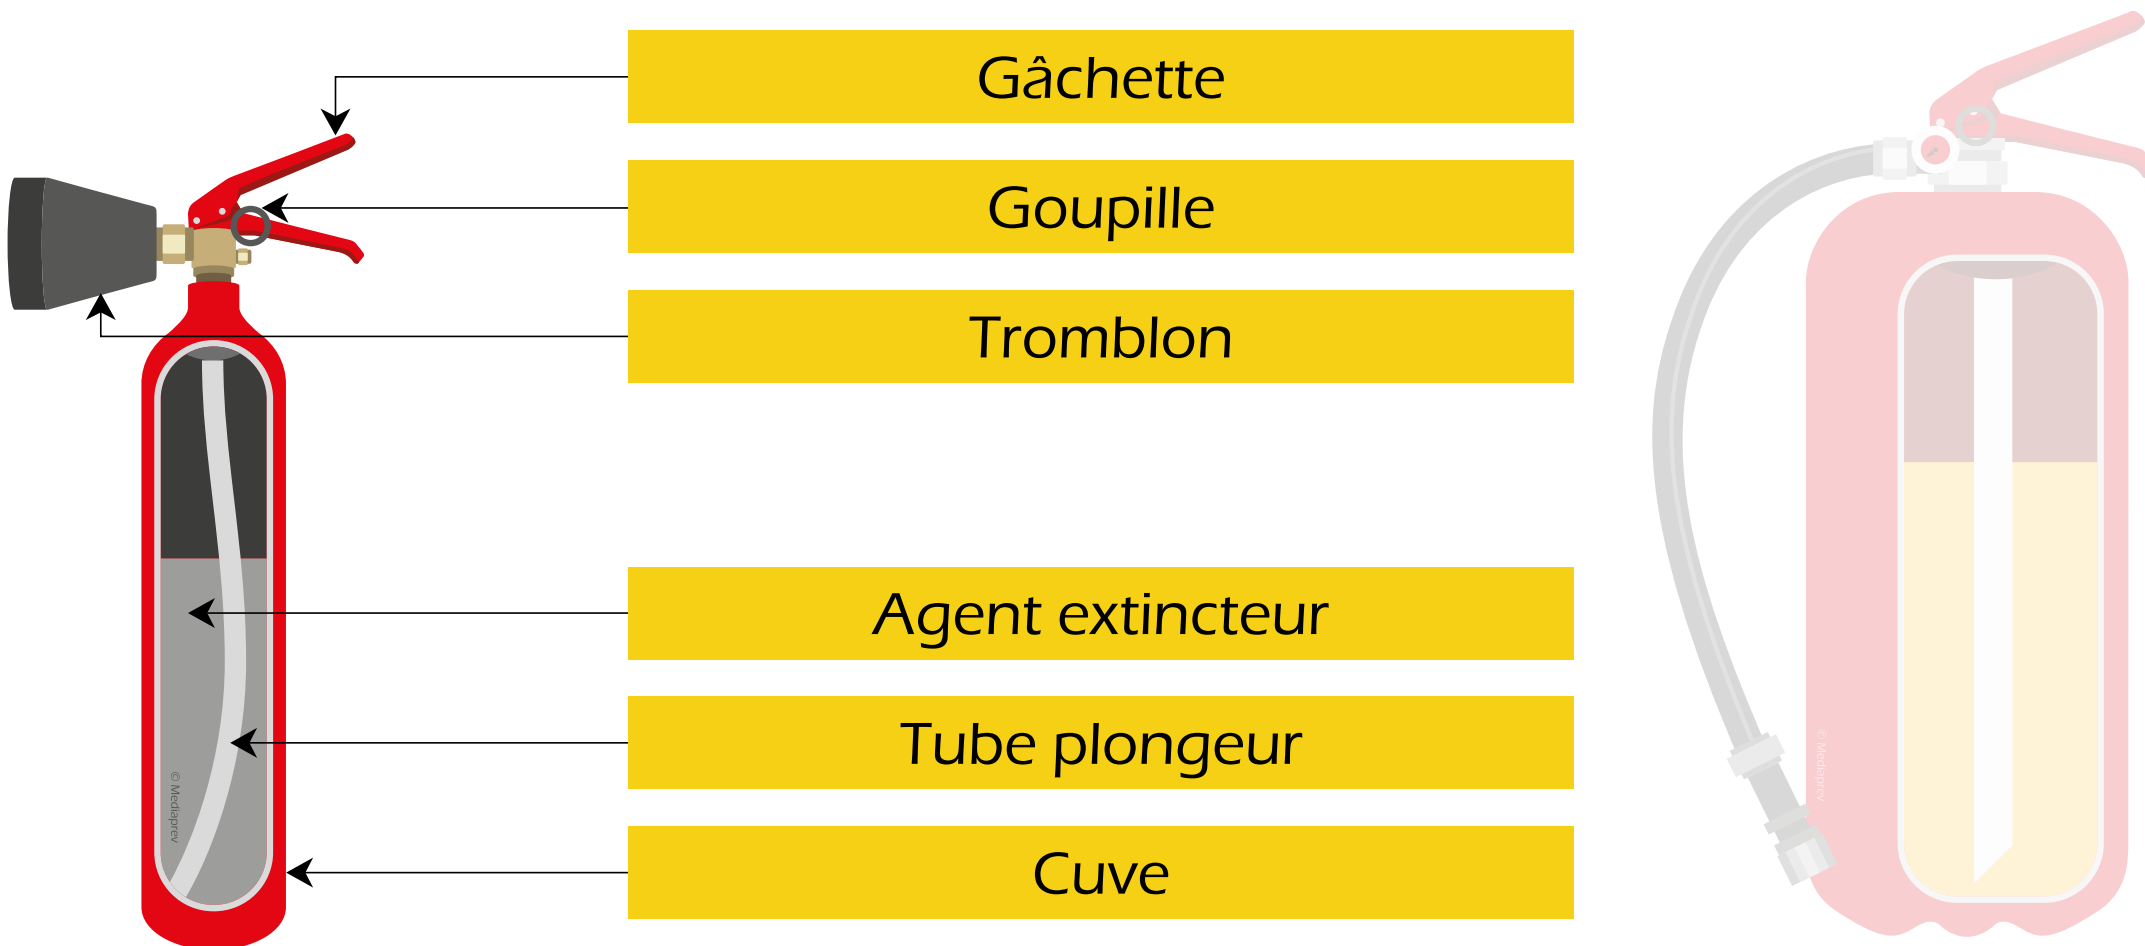 Gâchette
Goupille
Tromblon
Agent extincteur
Tube plongeur
Cuve
© Mediaprev
© Mediaprev